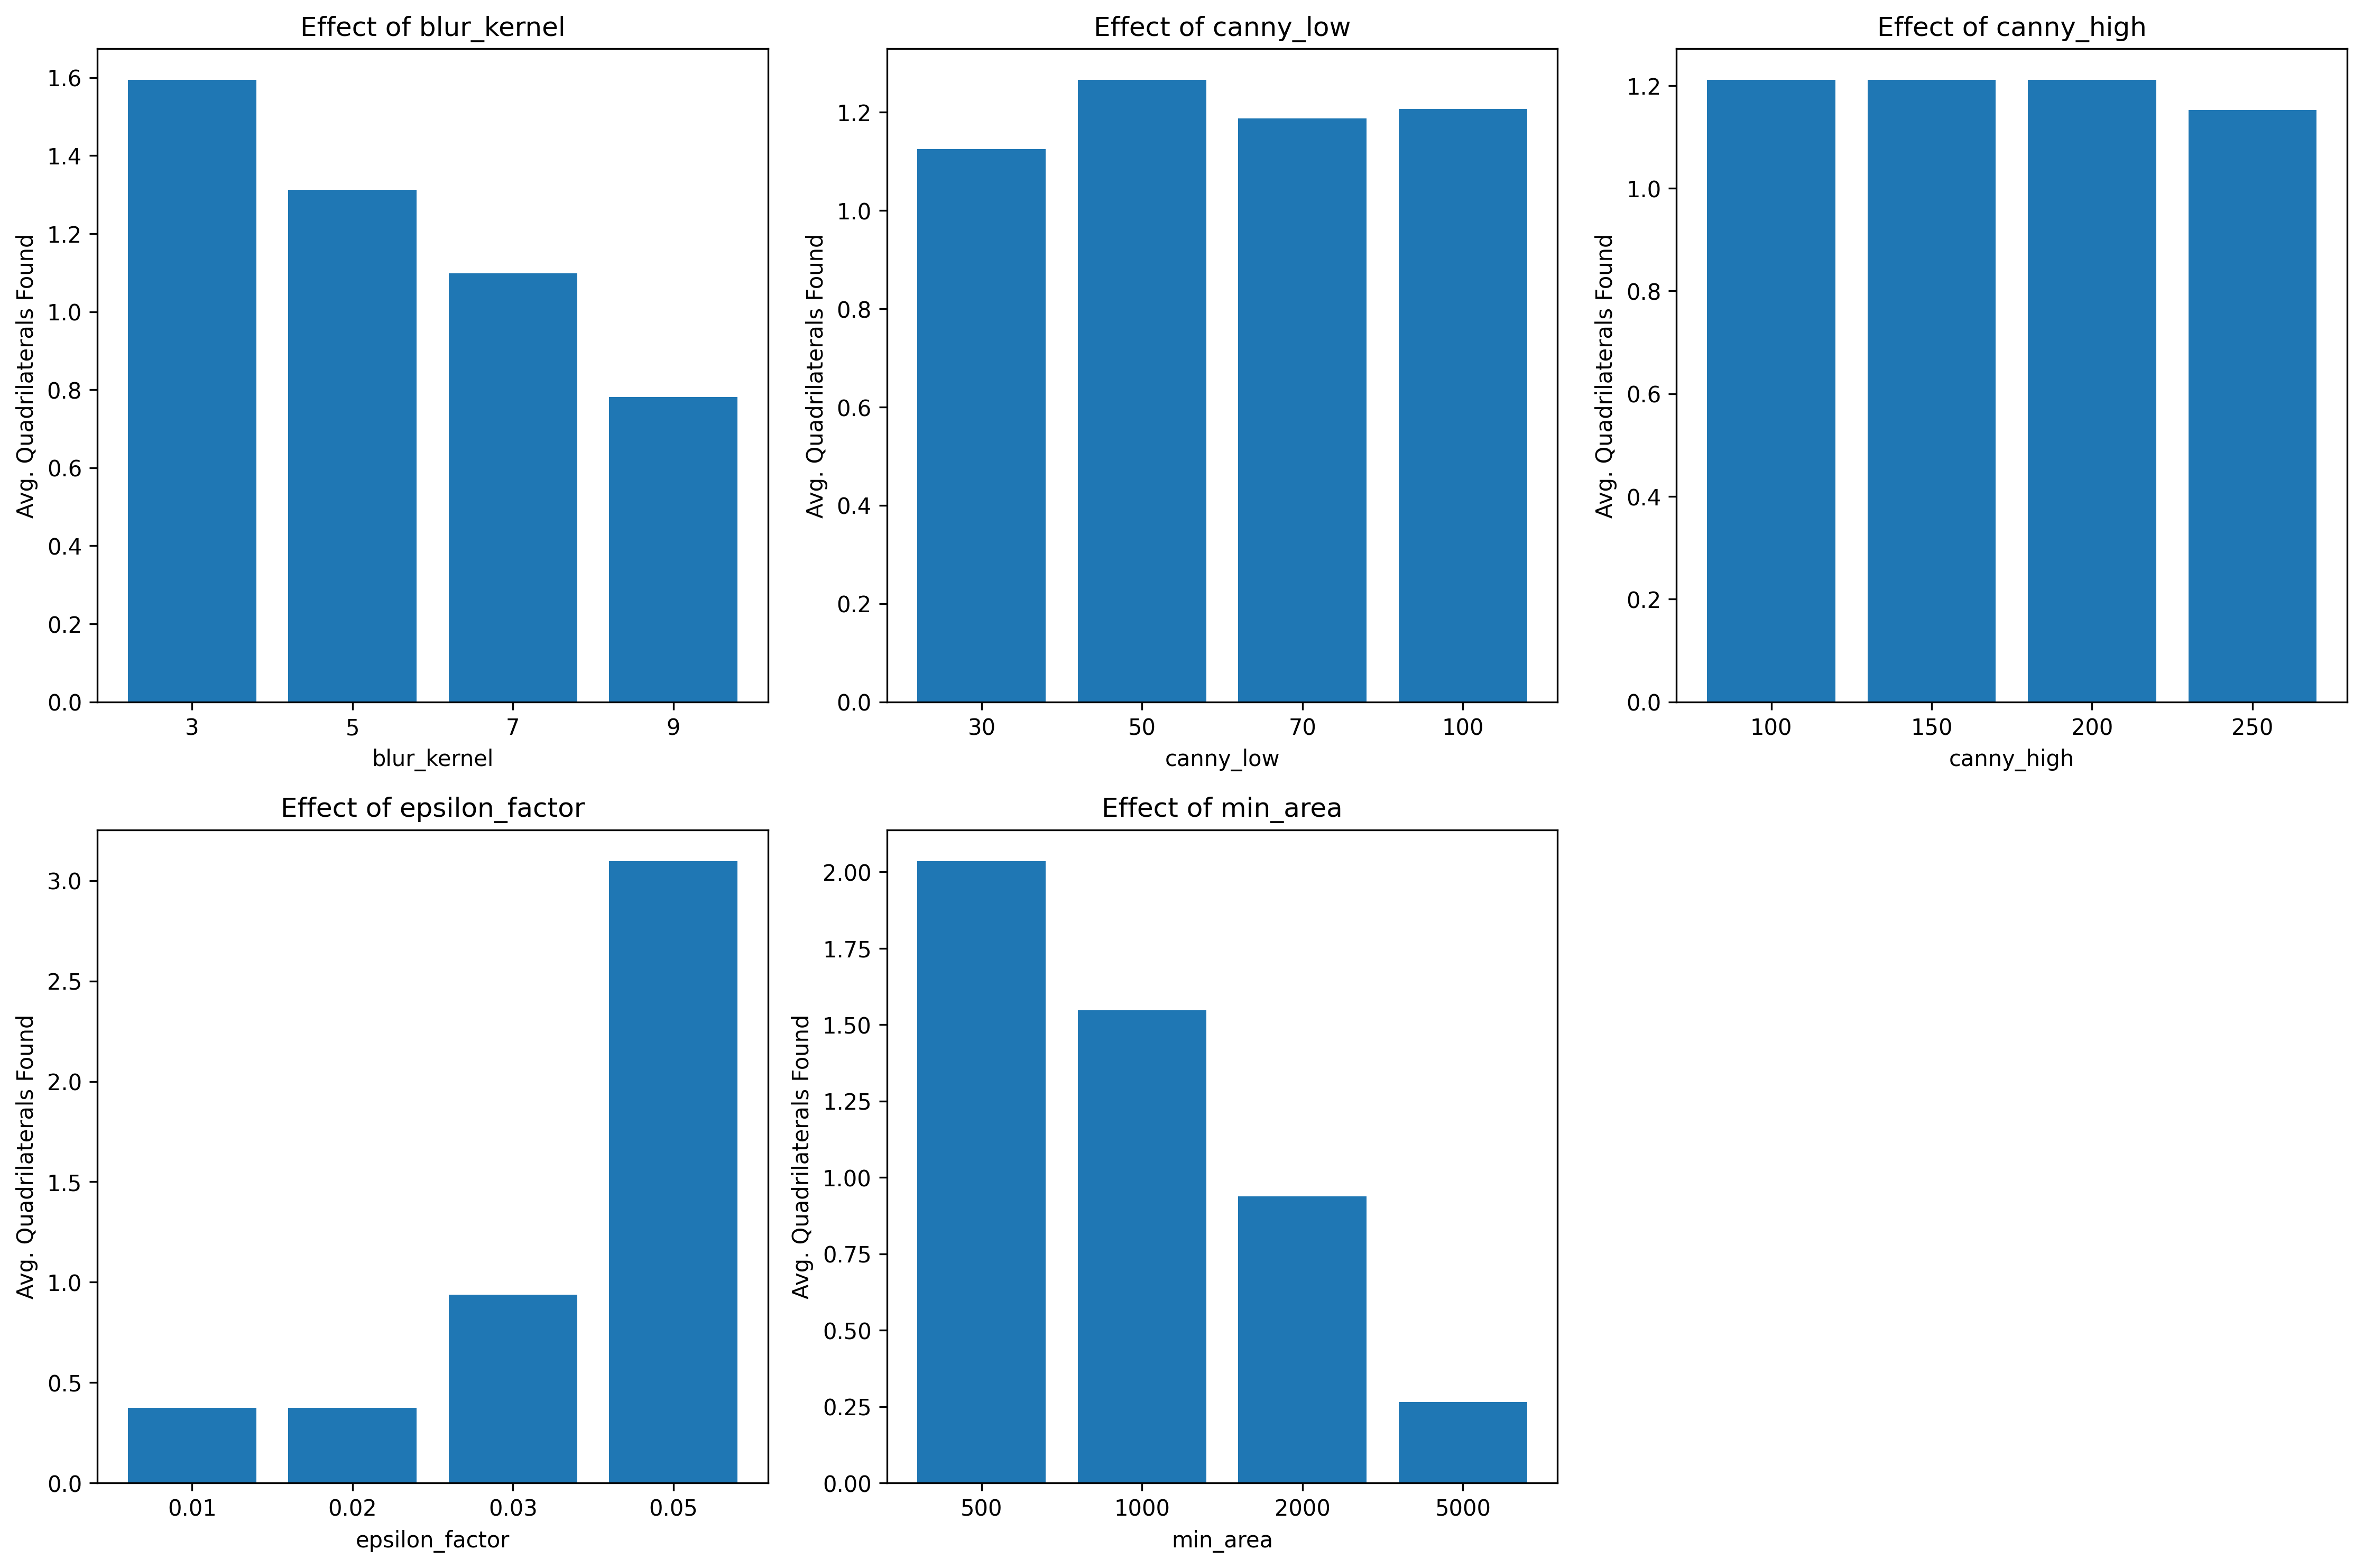 Effect of blur_kernel
Avg. Quadrilaterals Found
1.6
1.4
1.2
1.0
0.8
0.6
0.4
0.2
0.0
3 5 7 9
blur_kernel
Effect of canny_low
Avg. Quadrilaterals Found
1.2
1.0
0.8
0.6
0.4
0.2
0.0
30 50 70 100
canny_low
Effect of canny_high
Avg. Quadrilaterals Found
1.2
1.0
0.8
0.6
0.4
0.2
0.0
100 150 200 250
canny_high
Effect of epsilon_factor
Avg. Quadrilaterals Found
3.0
2.5
2.0
1.5
1.0
0.5
0.0
0.01 0.02 0.03 0.05
epsilon_factor
Effect of min_area
Avg. Quadrilaterals Found
2.00
1.75
1.50
1.25
1.00
0.75
0.50
0.25
0.00
500 1000 2000 5000
min_area